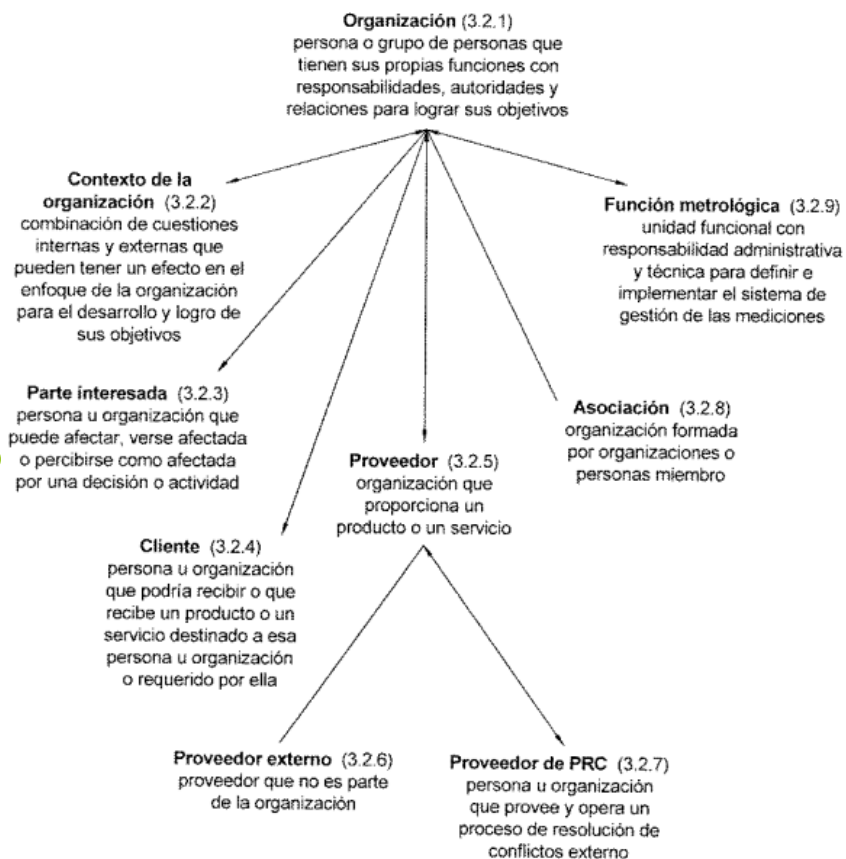 Organización (3.2.1)
persona o grupo de personas que
tienen sus propias funciones con
responsabilidades, autoridades y
relaciones para lograr sus objetivos
Contexto de la
organización (3.2.2)
combinación de cuestiones
internas y externas que
pueden tener un efecto en el
enfoque de la organización
para el desarrollo y logro de
sus objetivos
Función metrológica (3.2.9)
unidad funcional con
responsabilidad administrativa
y técnica para definir e
implementar el sistema de
gestión de las mediciones
Parte interesada (3.2.3)
persona u organización que
puede afectar, verse afectada
o percibirse como afectada
por una decisión o actividad
Asociación (3.2.8)
organización formada
por organizaciones o
personas miembro
Proveedor (3.2.5)
organización que
proporciona un
producto o un servicio
Cliente (3.2.4)
persona u organización
que podría recibir o que
recibe un producto o un
servicio destinado a esa
persona u organización
o requerido por ella
Proveedor externo (3.2.6)
proveedor que no es parte
de la organización
Proveedor de PRC (3.2.7)
persona u organización
que provee y opera un
proceso de resolución de
conflictos externo